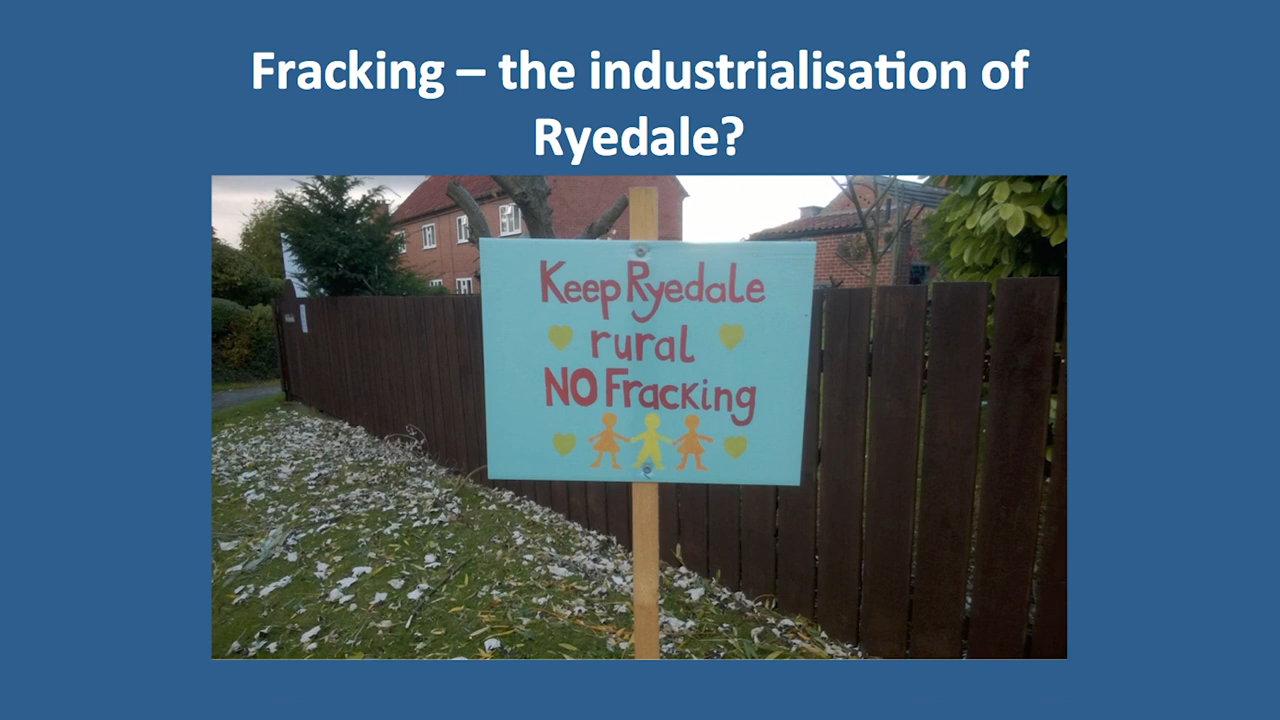 Fracking – the industrialisation of
Ryedale?
Keep Ryedale
rural
NO Fracking